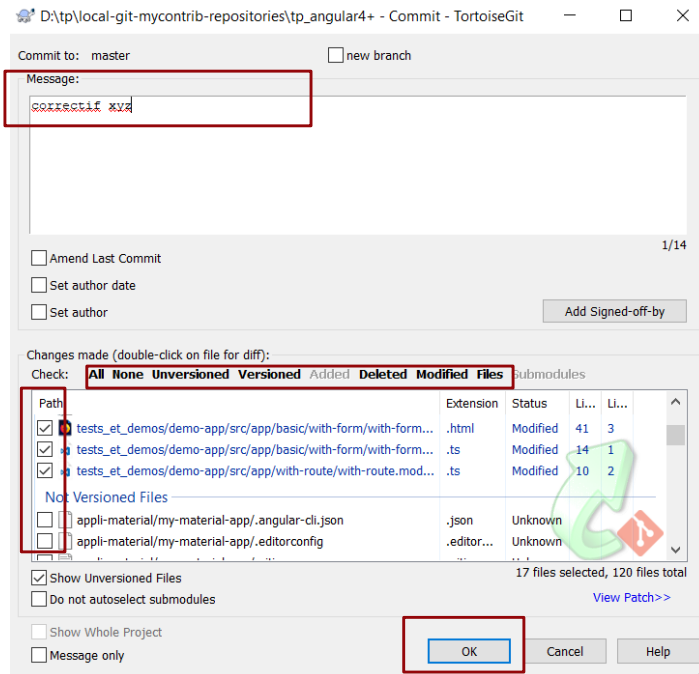 D:\tp\local-git-mycontrib-repositories\tp_angular4+ - Commit - TortoiseGit
Commit to: master new branch
Message:
correctif xyz
1/14
Amend Last Commit
Set author date
Set author Add Signed-off-by
Changes made (double-click on file for diff):
Check: All None Unversioned Versioned Added Deleted Modified Files Submodules
Path Extension Status Li... Li...
tests_et_demos/demo-app/src/app/basic/with-form/with-form... .html Modified 41 3
tests_et_demos/demo-app/src/app/basic/with-form/with-form... .ts Modified 14 1
tests_et_demos/demo-app/src/app/with-route/with-route.mod... .ts Modified 10 2
Not Versioned Files
appli-material/my-material-app/.angular-cli.json .json Unknown
appli-material/my-material-app/.editorconfig .editor... Unknown
Show Unversioned Files 17 files selected, 120 files total
Do not autoselect submodules View Patch>>
Show Whole Project
Message only OK Cancel Help